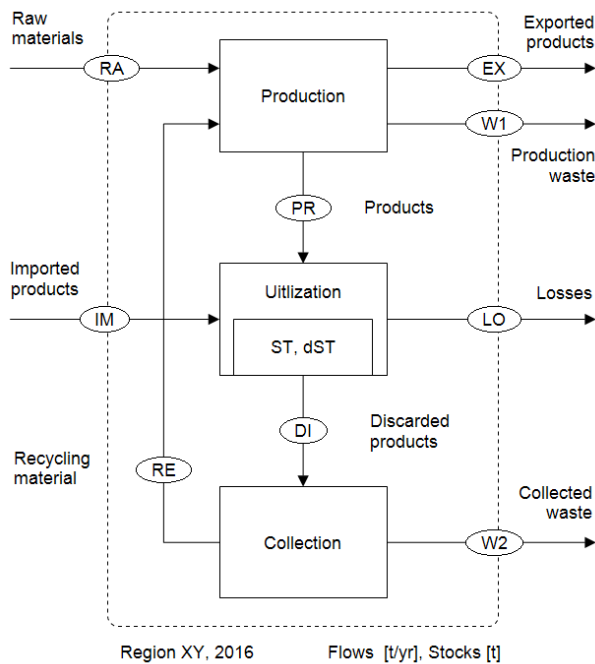 Raw
materials
Exported
products
RA
EX
Production
W1
Production
waste
PR
Products
Imported
products
Uitlization
Losses
IM
LO
ST, dST
Discarded
products
DI
Recycling
material
RE
Collected
waste
Collection
W2
Region XY, 2016
Flows [t/yr], Stocks [t]